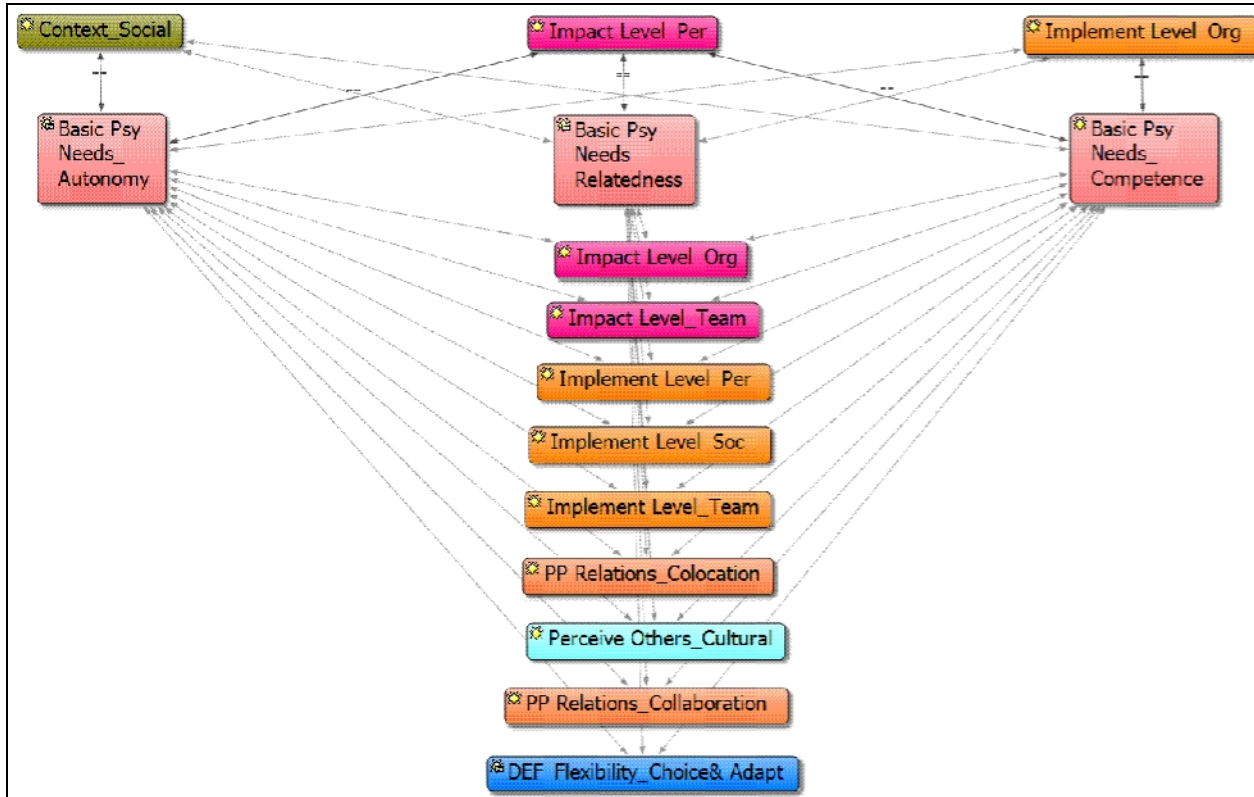 Context_Social
Impact Level_Per
Implement Level_Org
--
==
--
--
--
Basic Psy
Needs_
Autonomy
Basic Psy
Needs
Relatedness
Basic Psy
Needs_
Competence
Impact Level_Org
Impact Level_Team
Implement Level_Per
Implement Level_Soc
Implement Level_Team
PP Relations_Colocation
Perceive Others_Cultural
PP Relations_Collaboration
DEF Flexibility_Choice& Adapt